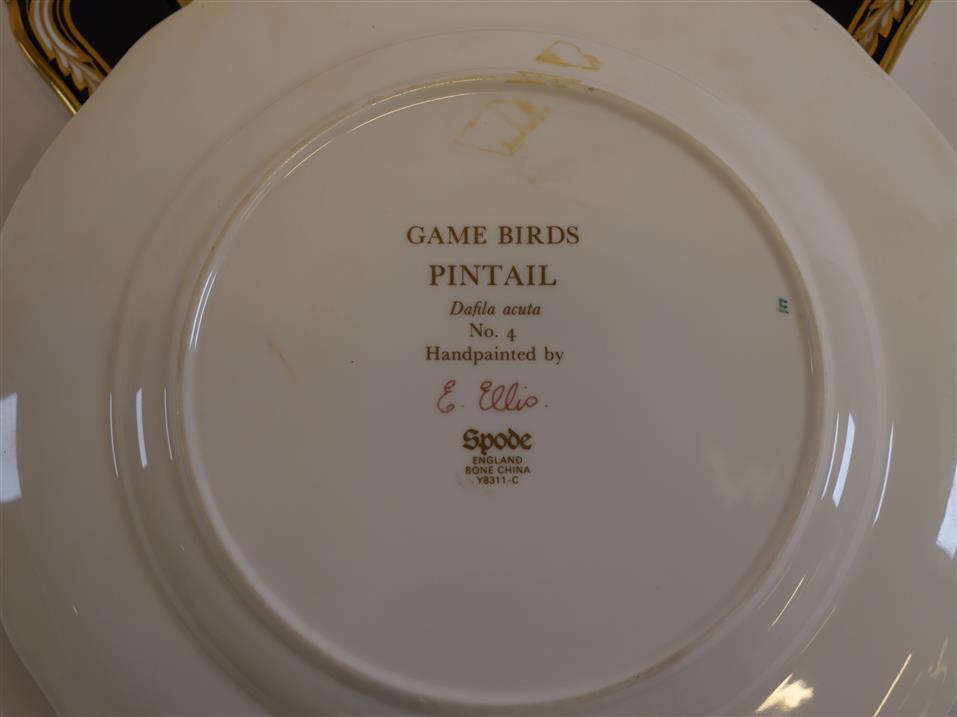 GAME BIRDS
PINTAIL
Dafila acuta
No. 4
Handpainted by
E. Ellis.
Spode
ENGLAND
BONE CHINA
Y8311-C